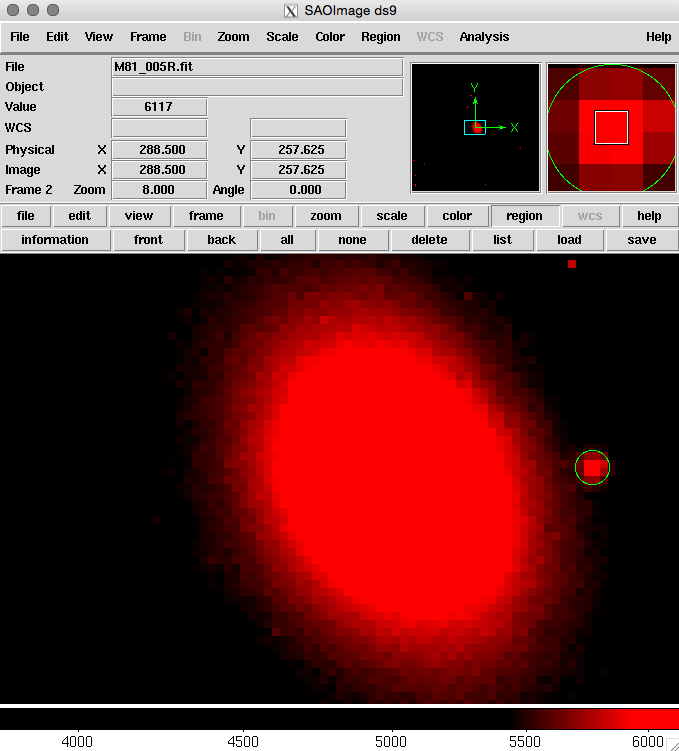 SAOImage ds9
File Edit View Frame Bin Zoom Scale Color Region WCS Analysis Help
File M81_005R.fit
Object
Value 6117
WCS
Physical X 288.500 Y 257.625
Image X 288.500 Y 257.625
Frame 2 Zoom 8.000 Angle 0.000
Y
X
file edit view frame bin zoom scale color region wcs help
information front back all none delete list load save
4000 4500 5000 5500 6000